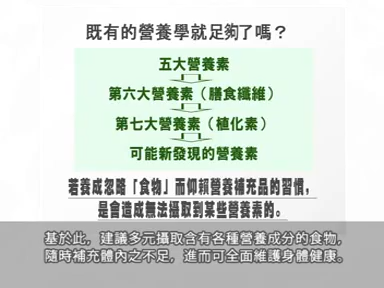 既有的營養學就足夠了嗎？
五大營養素
第六大營養素（膳食纖維）
第七大營養素（植化素）
可能新發現的營養素
若養成忽略「食物」而仰賴營養補充品的習慣，
是會造成無法攝取到某些營養素的。
基於此，建議多元攝取含有各種營養成分的食物，
隨時補充體內之不足，進而可全面維護身體健康。